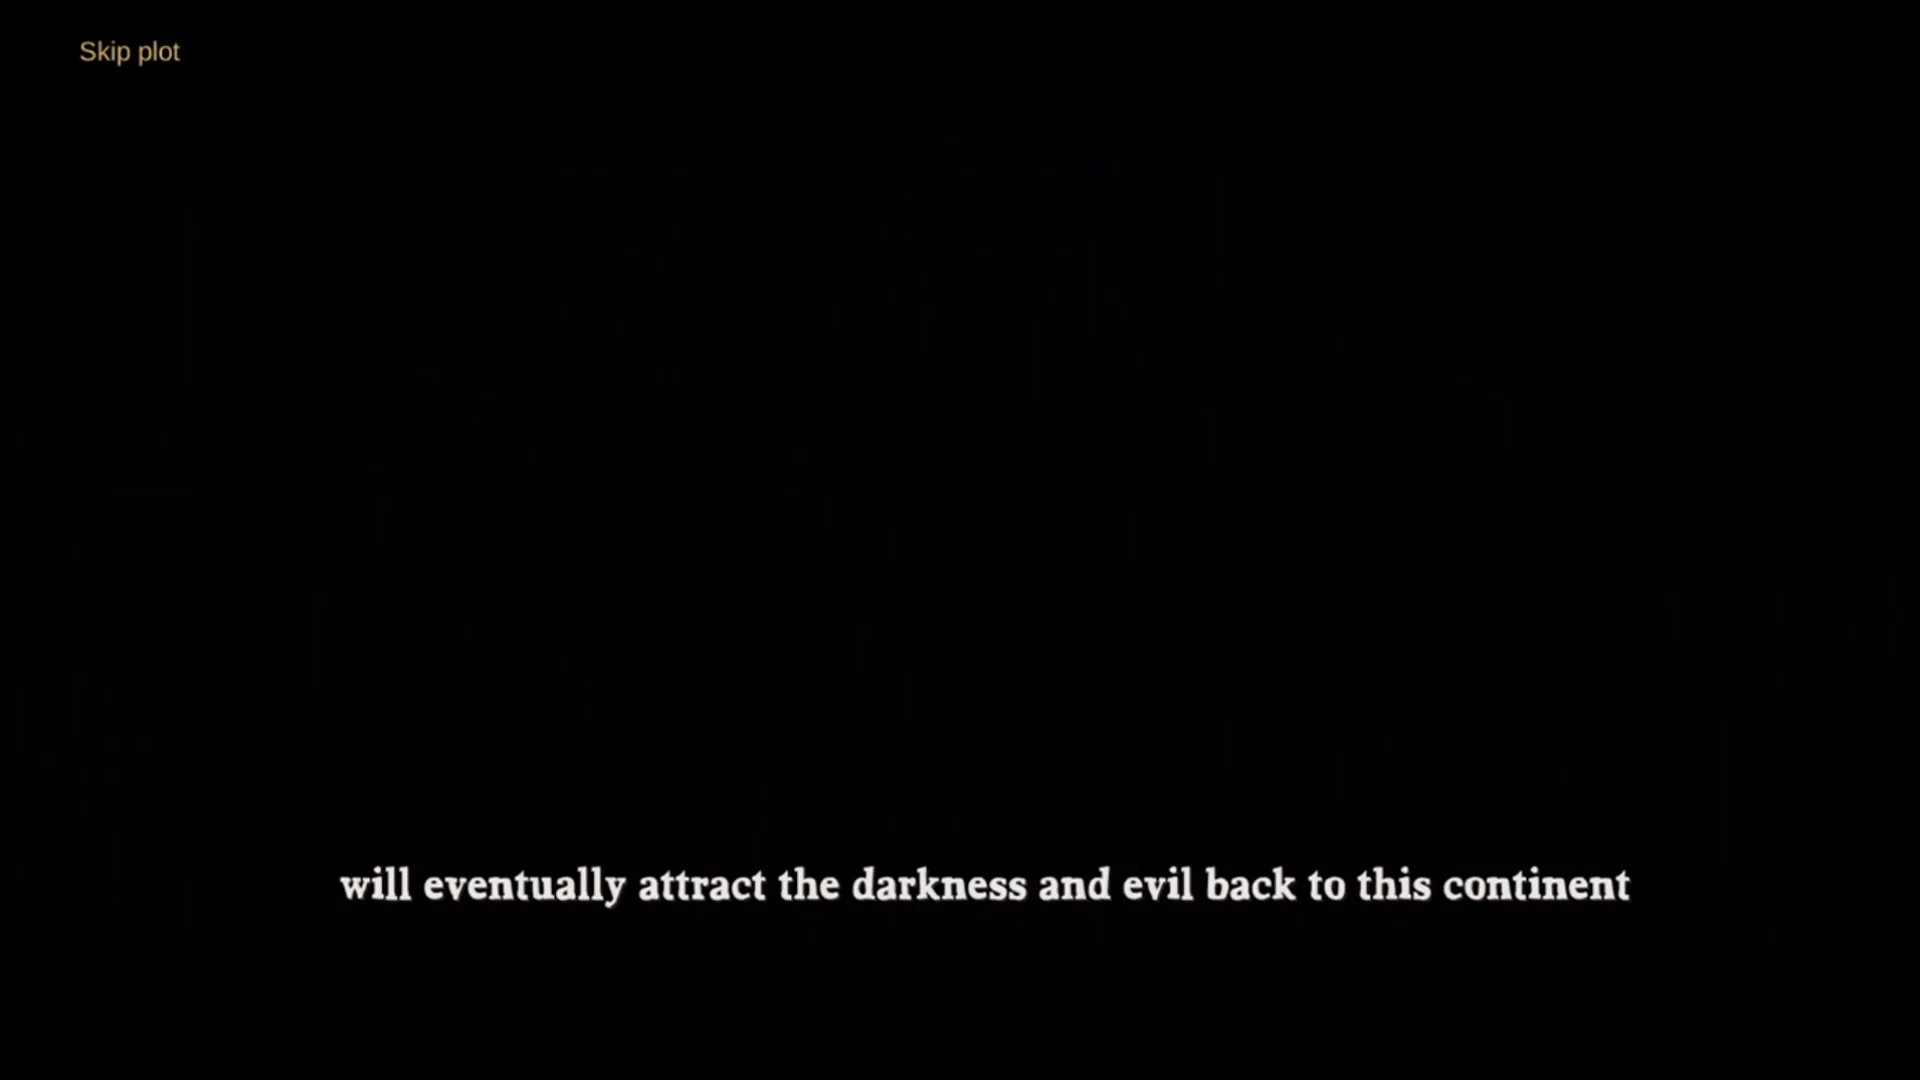 Skip plot
will eventually attract the darkness and evil back to this continent